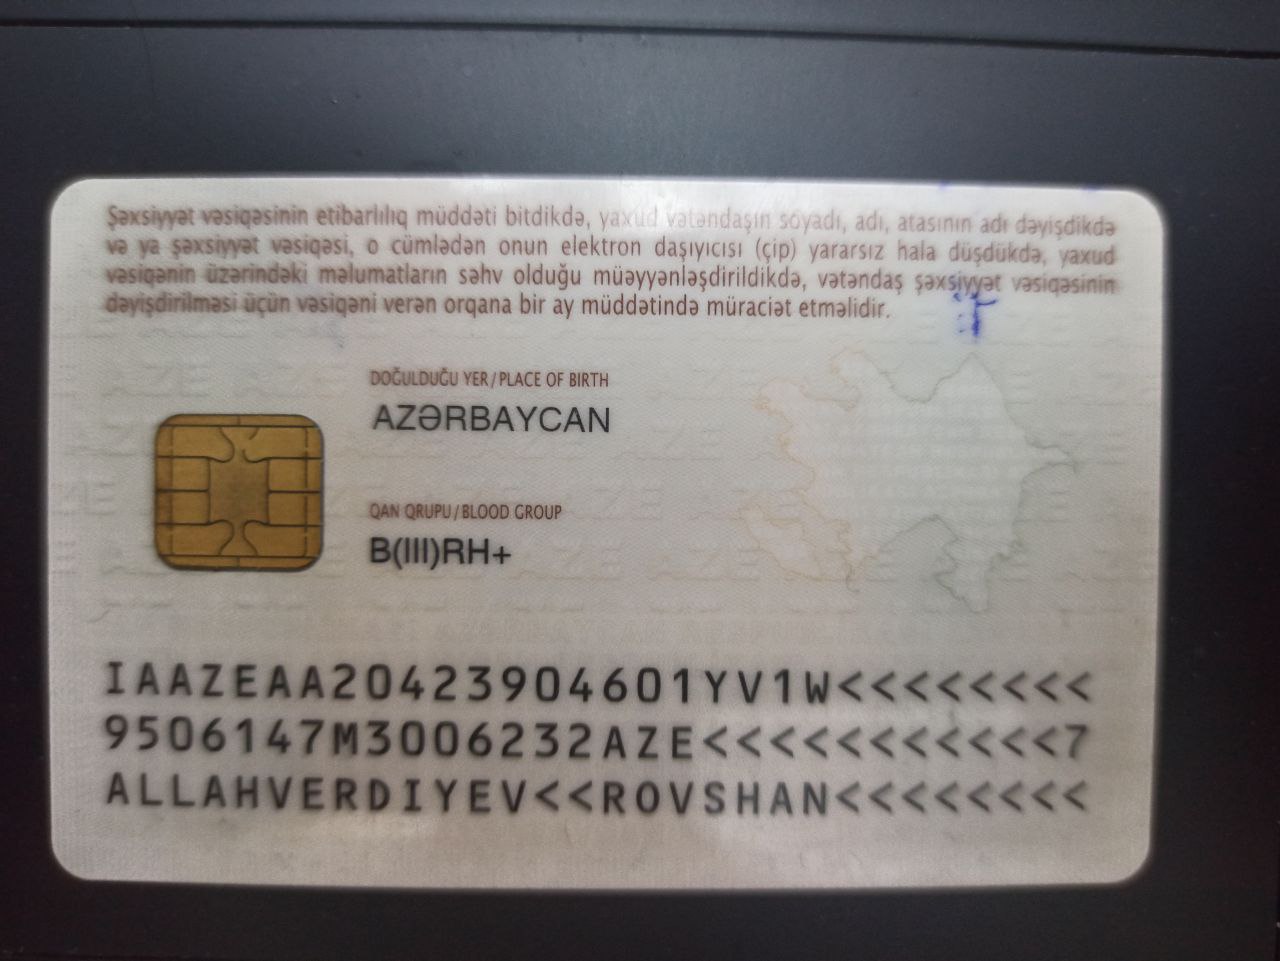 Şəxsiyyət vəsiqəsinin etibarlılıq müddəti bitdikdə, yaxud vətəndaşın soyadı, adı, atasının adı dəyişdikdə
və ya şəxsiyyət vəsiqəsi, o cümlədən onun elektron daşıyıcısı (çip) yararsız hala düşdükdə, yaxud
vəsiqənin üzərindəki məlumatların səhv olduğu müəyyənləşdirildikdə, vətəndaş şəxsiyyət vəsiqəsinin
dəyişdirilməsi üçün vəsiqəni verən orqana bir ay müddətində müraciət etməlidir.
DOĞULDUĞU YER/PLACE OF BIRTH
AZƏRBAYCAN
QAN QRUPU/BLOOD GROUP
B(III)RH+
IAAZEAA20423904601YV1W<<<<<<<<
9506147M3006232AZE<<<<<<<<<<<<7
ALLAHVERDIYEV<<ROVSHAN<<<<<<<<